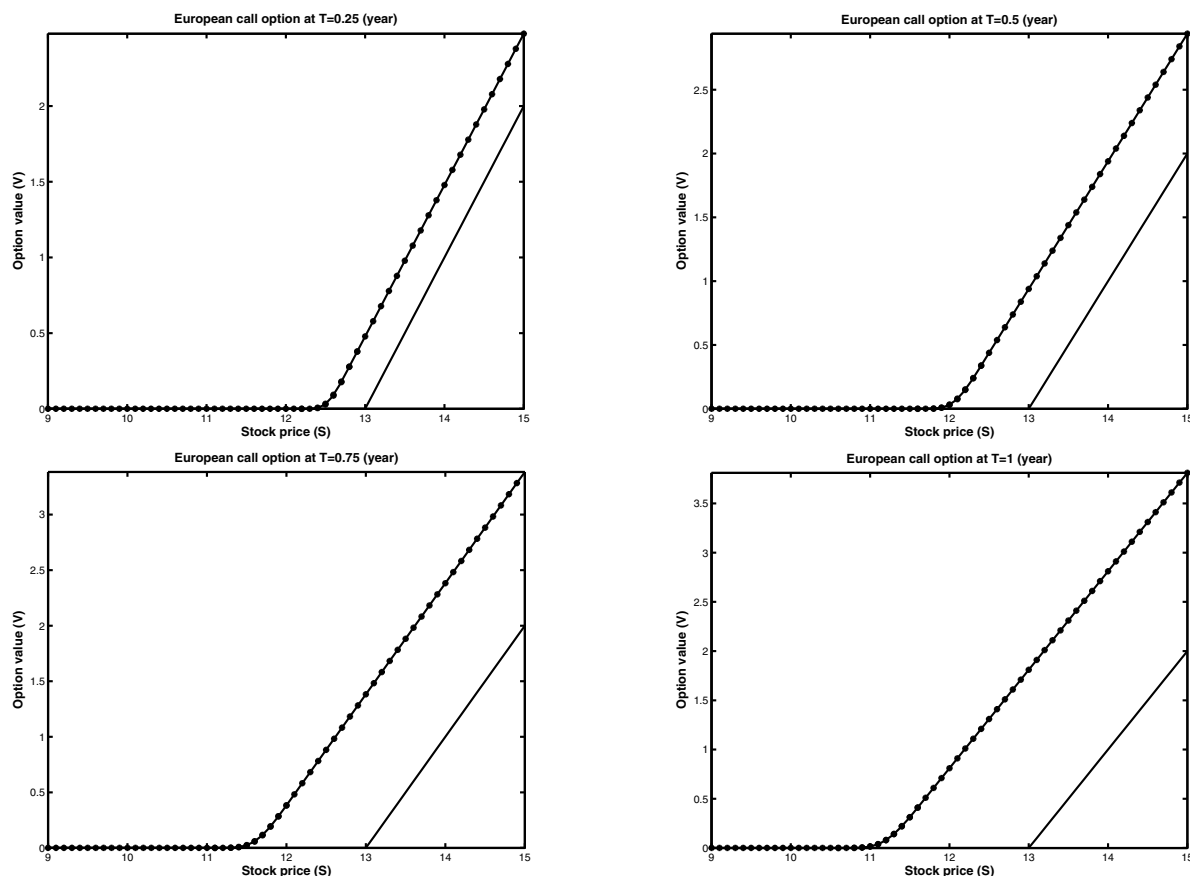 European call option at T=0.25 (year)
Option value (V)
2
1.5
1
0.5
0
9 10 11 12 13 14 15
Stock price (S)
European call option at T=0.5 (year)
Option value (V)
2.5
2
1.5
1
0.5
0
9 10 11 12 13 14 15
Stock price (S)
European call option at T=0.75 (year)
Option value (V)
3
2.5
2
1.5
1
0.5
0
9 10 11 12 13 14 15
Stock price (S)
European call option at T=1 (year)
Option value (V)
3.5
3
2.5
2
1.5
1
0.5
0
9 10 11 12 13 14 15
Stock price (S)